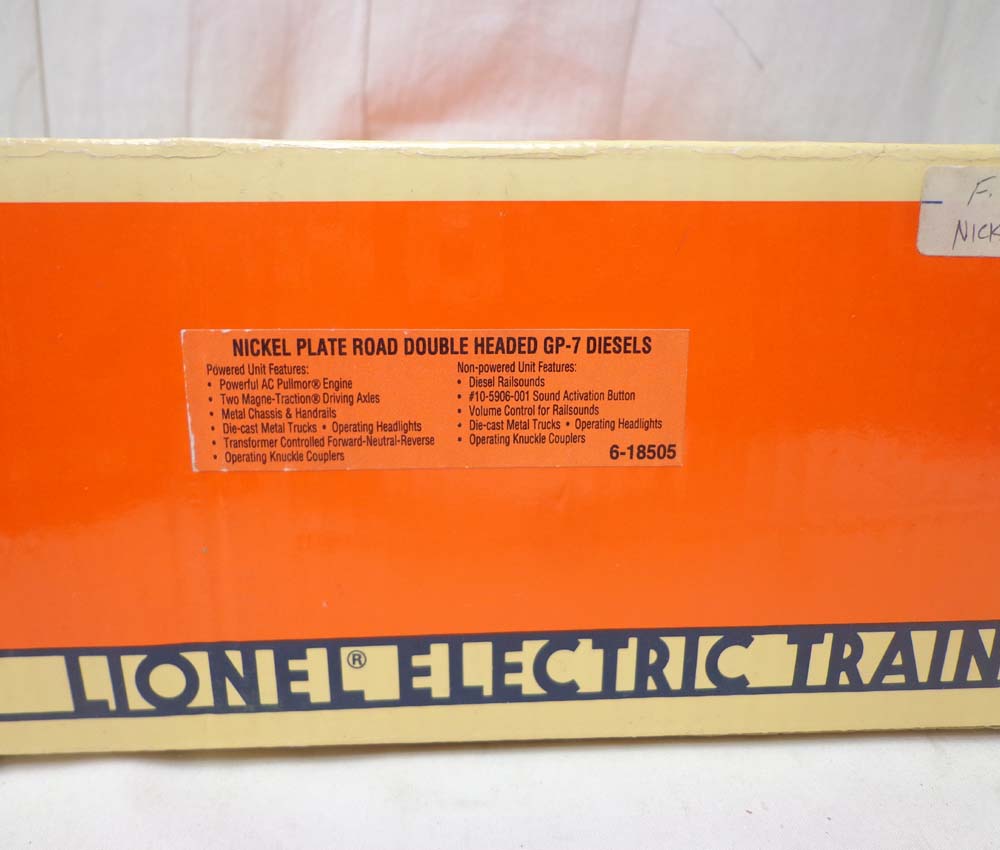 F.
NICK
NICKEL PLATE ROAD DOUBLE HEADED GP-7 DIESELS
Powered Unit Features:
• Powerful AC Pullmor® Engine
• Two Magne-Traction® Driving Axles
• Metal Chassis & Handrails
• Die-cast Metal Trucks • Operating Headlights
• Transformer Controlled Forward-Neutral-Reverse
• Operating Knuckle Couplers
Non-powered Unit Features:
• Diesel Railsounds
• #10-5906-001 Sound Activation Button
• Volume Control for Railsounds
• Die-cast Metal Trucks • Operating Headlights
• Operating Knuckle Couplers
6-18505
LIONEL® ELECTRIC TRAIN